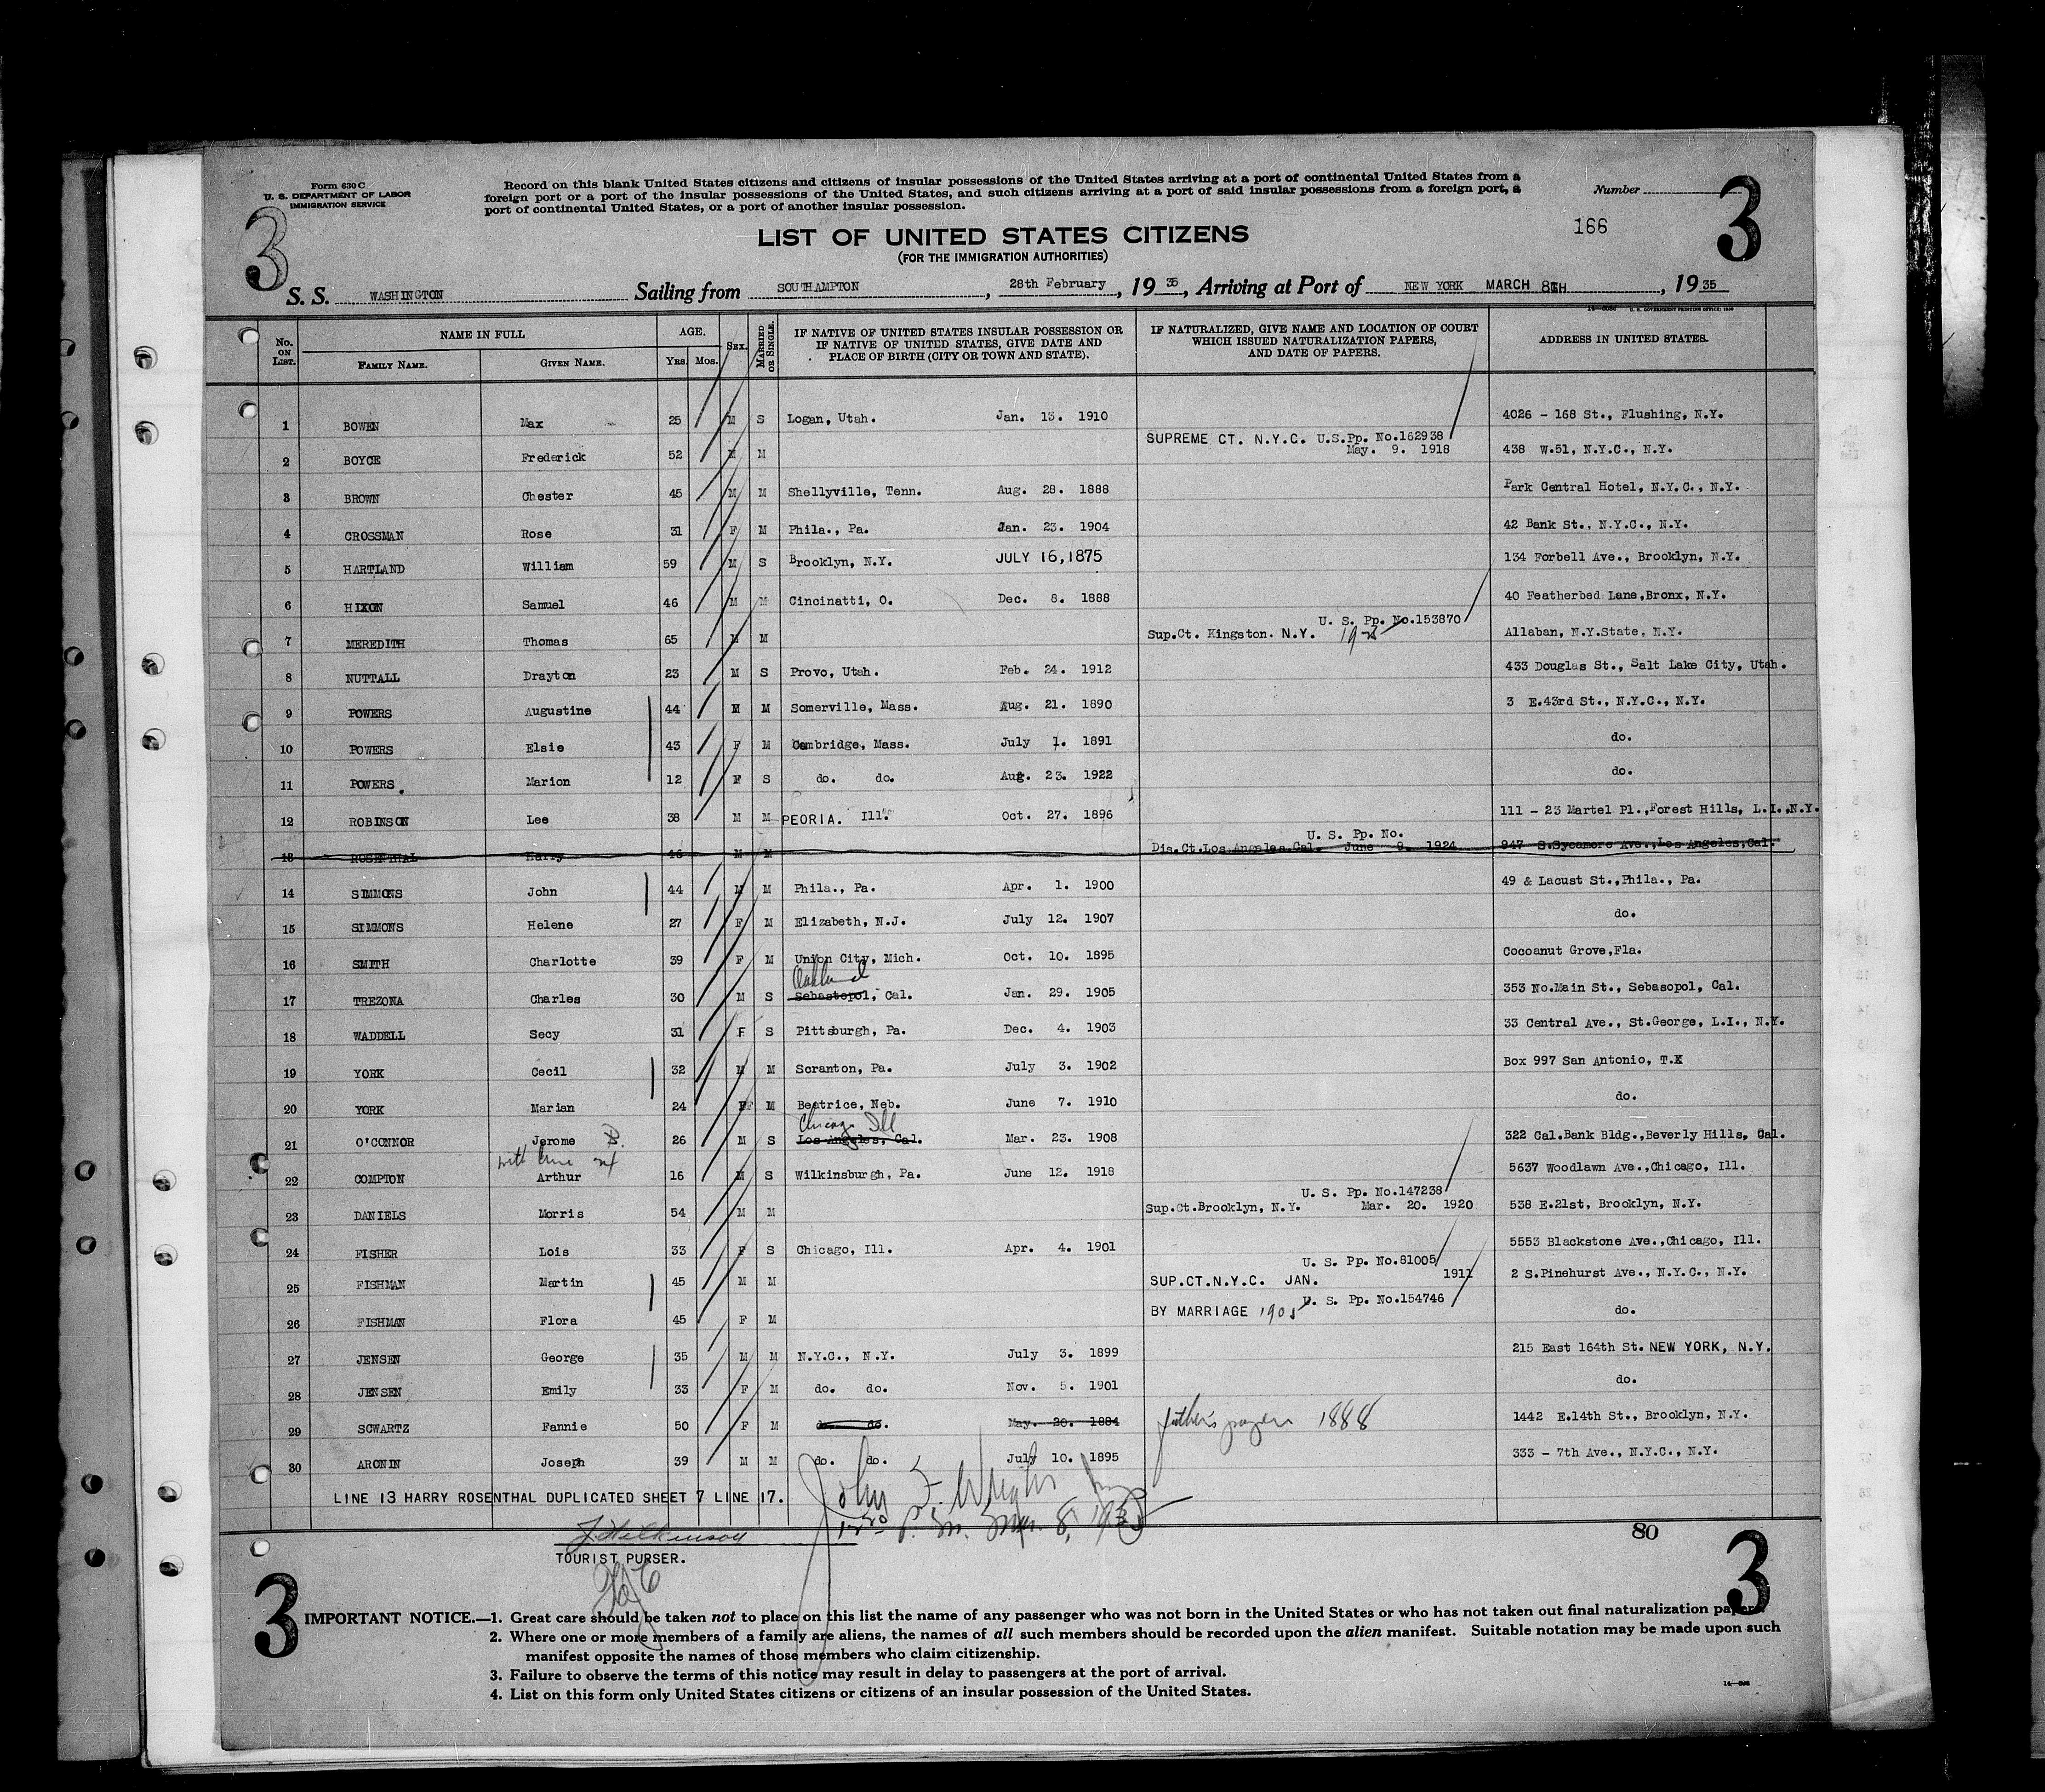 Form 630 C
U. S. DEPARTMENT OF LABOR
IMMIGRATION SERVICE
Record on this blank United States citizens and citizens of insular possessions of the United States arriving at a port of continental United States from a
foreign port or a port of the insular possessions of the United States, and such citizens arriving at a port of said insular possessions from a foreign port, a
port of continental United States, or a port of another insular possession.
Number
3
3
166
LIST OF UNITED STATES CITIZENS
(FOR THE IMMIGRATION AUTHORITIES)
S. S. WASHINGTON Sailing from SOUTHAMPTON, 28th February, 1935, Arriving at Port of NEW YORK MARCH 8TH, 1935
No. ON LIST. NAME IN FULL AGE. SEX. MARRIED OR SINGLE. IF NATIVE OF UNITED STATES INSULAR POSSESSION OR IF NATIVE OF UNITED STATES, GIVE DATE AND PLACE OF BIRTH (CITY OR TOWN AND STATE). IF NATURALIZED, GIVE NAME AND LOCATION OF COURT WHICH ISSUED NATURALIZATION PAPERS, AND DATE OF PAPERS. ADDRESS IN UNITED STATES.
FAMILY NAME. GIVEN NAME. YRS. MOS.
1 BOWEN Max 25 M S Logan, Utah. Jan. 13. 1910 4026 - 168 St., Flushing, N.Y.
2 BOYCE Frederick 52 M M SUPREME CT. N.Y.C. U.S.Pp. No.162938 May. 9. 1918 438 W.51, N.Y.C., N.Y.
3 BROWN Chester 45 M M Shellyville, Tenn. Aug. 28. 1888 Park Central Hotel, N.Y.C., N.Y.
4 CROSSMAN Rose 31 F M Phila., Pa. Jan. 23. 1904 42 Bank St., N.Y.C., N.Y.
5 HARTLAND William 59 M S Brooklyn, N.Y. JULY 16,1875 134 Forbell Ave., Brooklyn, N.Y.
6 HIXON Samuel 46 M M Cincinatti, O. Dec. 8. 1888 40 Featherbed Lane,Bronx, N.Y.
7 MEREDITH Thomas 65 M M Sup.Ct. Kingston. N.Y. U. S. Pp. No.153870 Allaban, N.Y.State, N.Y.
8 NUTTALL Drayton 23 M S Provo, Utah. Feb. 24. 1912 433 Douglas St., Salt Lake City, Utah.
9 POWERS Augustine 44 M M Somerville, Mass. Aug. 21. 1890 3 E.43rd St., N.Y.C., N.Y.
10 POWERS Elsie 43 F M Cambridge, Mass. July 1. 1891 do.
11 POWERS. Marion 12 F S do. do. Aug. 23. 1922 do.
12 ROBINSON Lee 38 M M PEORIA. Ill. Oct. 27. 1896 111 - 23 Martel Pl.,Forest Hills, L.I.,N.Y.
13 ROSENTHAL Harry 46 M M Dis.Ct.Los Angeles,Cal. U. S. Pp. No. June 9. 1924 947 S.Sycamore Ave.,Los Angeles,Cal.
14 SIMMONS John 44 M M Phila., Pa. Apr. 1. 1900 49 & Lacust St.,Phila., Pa.
15 SIMMONS Helene 27 F M Elizabeth, N.J. July 12. 1907 do.
16 SMITH Charlotte 39 F M Union City, Mich. Oct. 10. 1895 Cocoanut Grove,Fla.
Oakland
17 TREZONA Charles 30 M S Sebastopol, Cal. Jan. 29. 1905 353 No.Main St., Sebasopol, Cal.
18 WADDELL Secy 31 F S Pittsburgh, Pa. Dec. 4. 1903 33 Central Ave., St.George, L.I., N.Y.
19 YORK Cecil 32 M M Scranton, Pa. July 3. 1902 Box 997 San Antonio, T.X
20 YORK Marian 24 F M Beatrice, Neb. June 7. 1910 do.
Chicago Ill
21 O'CONNOR Jerome B. 26 M S Los Angeles, Cal. Mar. 23. 1908 322 Cal.Bank Bldg.,Beverly Hills, Cal.
22 COMPTON Arthur 16 M S Wilkinsburgh, Pa. June 12. 1918 5637 Woodlawn Ave.,Chicago, Ill.
23 DANIELS Morris 54 M M Sup.Ct.Brooklyn, N.Y. U. S. Pp. No.147238 Mar. 20. 1920 538 E.21st, Brooklyn, N.Y.
24 FISHER Lois 33 F S Chicago, Ill. Apr. 4. 1901 5553 Blackstone Ave.,Chicago, Ill.
25 FISHMAN Martin 45 M M SUP.CT.N.Y.C. JAN. U. S. Pp. No.81005 1911 2 S.Pinehurst Ave., N.Y.C., N.Y.
26 FISHMAN Flora 45 F M BY MARRIAGE U. S. Pp. No.154746 do.
27 JENSEN George 35 M M N.Y.C., N.Y. July 3. 1899 215 East 164th St. NEW YORK, N.Y.
28 JENSEN Emily 33 F M do. do. Nov. 5. 1901 do.
29 SCWARTZ Fannie 50 F M do. do. May. 20. 1884 father's papers 1888 1442 E.14th St., Brooklyn, N.Y.
30 ARONIN Joseph 39 M M do. do. July 10. 1895 333 - 7th Ave., N.Y.C., N.Y.
LINE 13 HARRY ROSENTHAL DUPLICATED SHEET 7 LINE 17.
John F. Wright
P. M. Mar. 8, 1935
J Wilkinson
TOURIST PURSER.
80
3
3
IMPORTANT NOTICE.—1. Great care should be taken not to place on this list the name of any passenger who was not born in the United States or who has not taken out final naturalization papers.
2. Where one or more members of a family are aliens, the names of all such members should be recorded upon the alien manifest. Suitable notation may be made upon such
manifest opposite the names of those members who claim citizenship.
3. Failure to observe the terms of this notice may result in delay to passengers at the port of arrival.
4. List on this form only United States citizens or citizens of an insular possession of the United States.